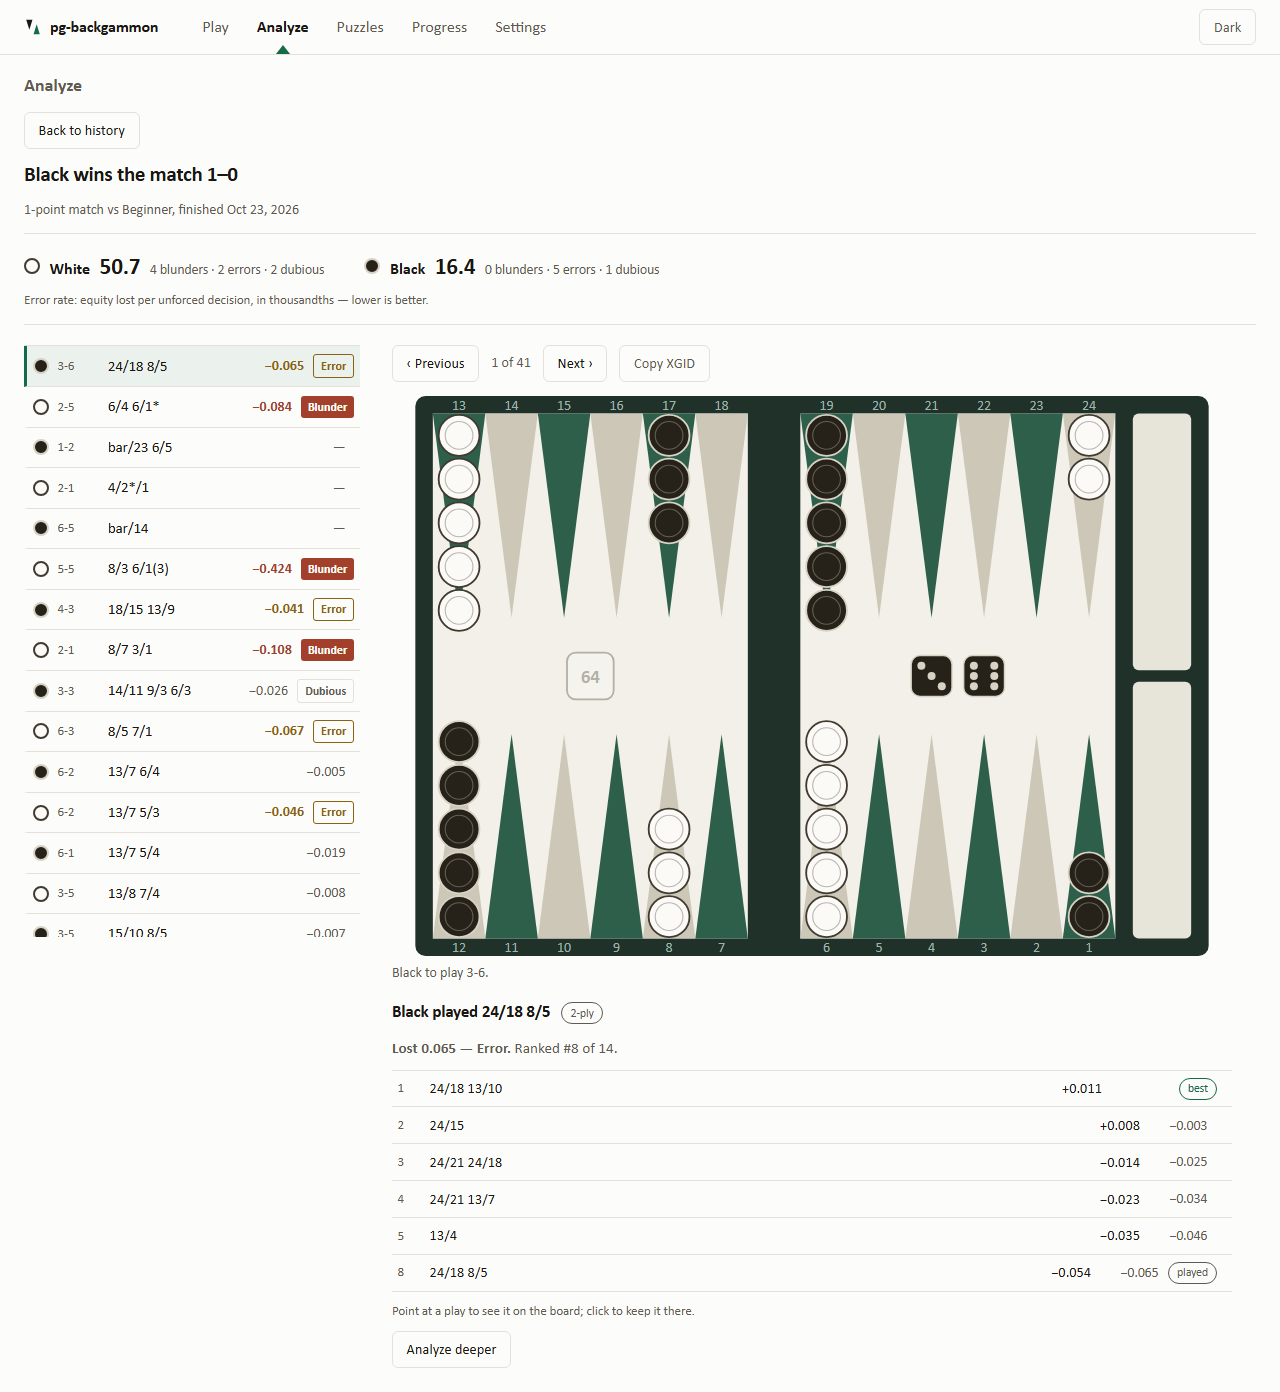 pg-backgammon Play Analyze Puzzles Progress Settings Dark
Analyze
Back to history
Black wins the match 1–0
1-point match vs Beginner, finished Oct 23, 2026
White 50.7 4 blunders · 2 errors · 2 dubious Black 16.4 0 blunders · 5 errors · 1 dubious
Error rate: equity lost per unforced decision, in thousandths — lower is better.
3-6 24/18 8/5 −0.065 Error
2-5 6/4 6/1* −0.084 Blunder
1-2 bar/23 6/5 —
2-1 4/2*/1 —
6-5 bar/14 —
5-5 8/3 6/1(3) −0.424 Blunder
4-3 18/15 13/9 −0.041 Error
2-1 8/7 3/1 −0.108 Blunder
3-3 14/11 9/3 6/3 −0.026 Dubious
6-3 8/5 7/1 −0.067 Error
6-2 13/7 6/4 −0.005
6-2 13/7 5/3 −0.046 Error
6-1 13/7 5/4 −0.019
3-5 13/8 7/4 −0.008
3-5 15/10 8/5 −0.007
‹ Previous 1 of 41 Next › Copy XGID
13 14 15 16 17 18 19 20 21 22 23 24
64
12 11 10 9 8 7 6 5 4 3 2 1
Black to play 3-6.
Black played 24/18 8/5 2-ply
Lost 0.065 — Error. Ranked #8 of 14.
1 24/18 13/10 +0.011 best
2 24/15 +0.008 −0.003
3 24/21 24/18 −0.014 −0.025
4 24/21 13/7 −0.023 −0.034
5 13/4 −0.035 −0.046
8 24/18 8/5 −0.054 −0.065 played
Point at a play to see it on the board; click to keep it there.
Analyze deeper